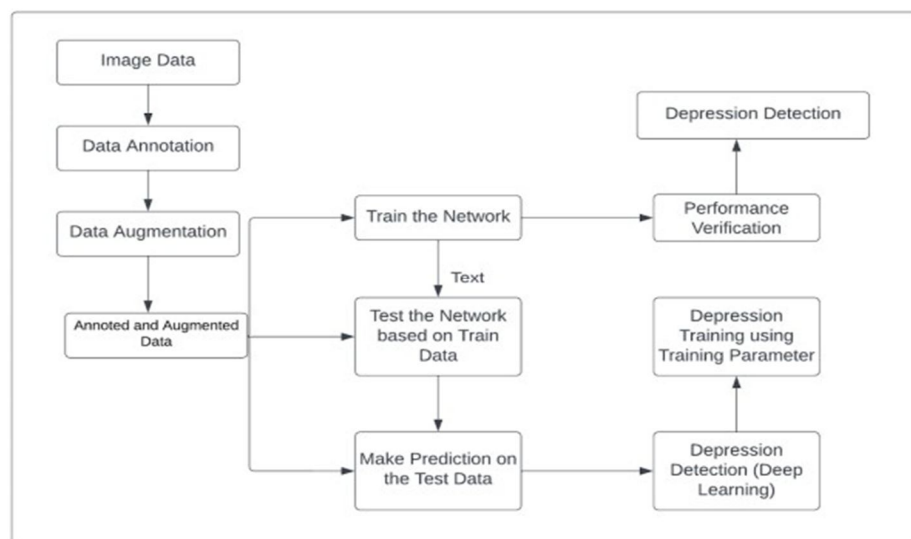 Image Data
Data Annotation
Data Augmentation
Annoted and Augmented
Data
Train the Network
Text
Test the Network
based on Train
Data
Make Prediction on
the Test Data
Depression Detection
Performance
Verification
Depression
Training using
Training Parameter
Depression
Detection (Deep
Learning)